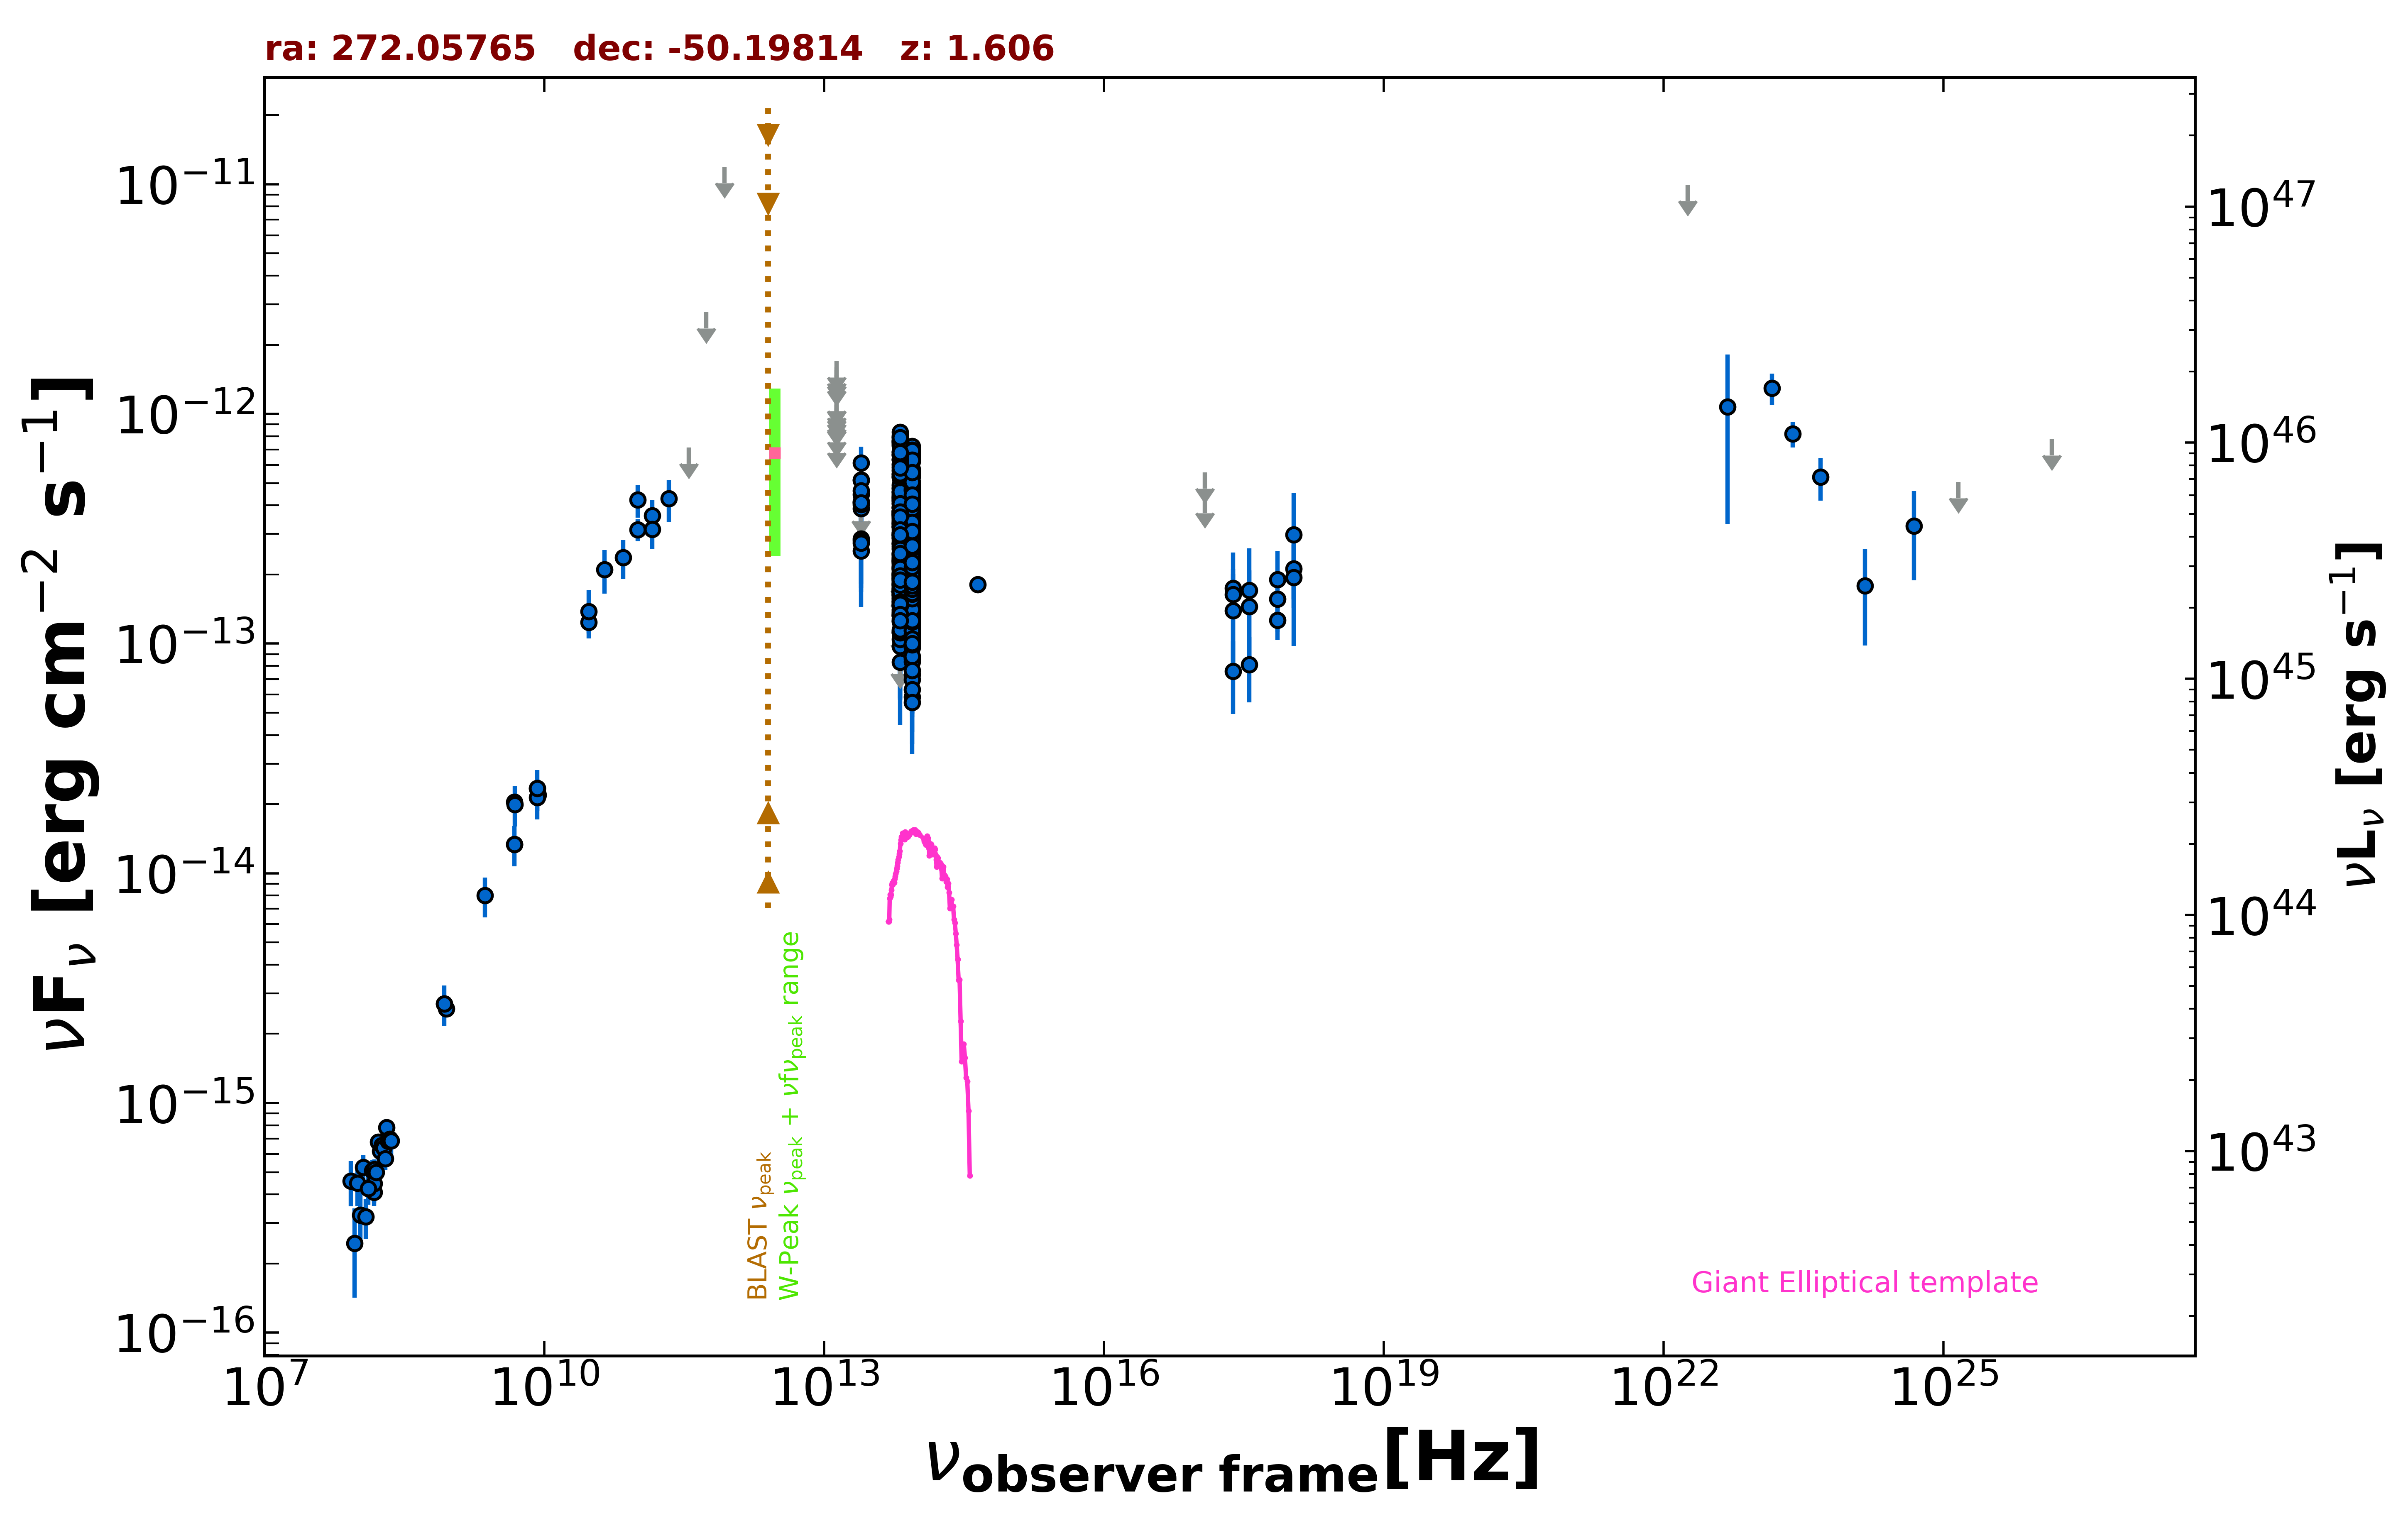 ra: 272.05765   dec: -50.19814   z: 1.606
νFν [erg cm−2 s−1]
10−11
10−12
10−13
10−14
10−15
10−16
1047
1046
1045
1044
1043
νLν [erg s−1]
BLAST νpeak
W-Peak νpeak + νfνpeak range
Giant Elliptical template
107 1010 1013 1016 1019 1022 1025
νobserver frame[Hz]